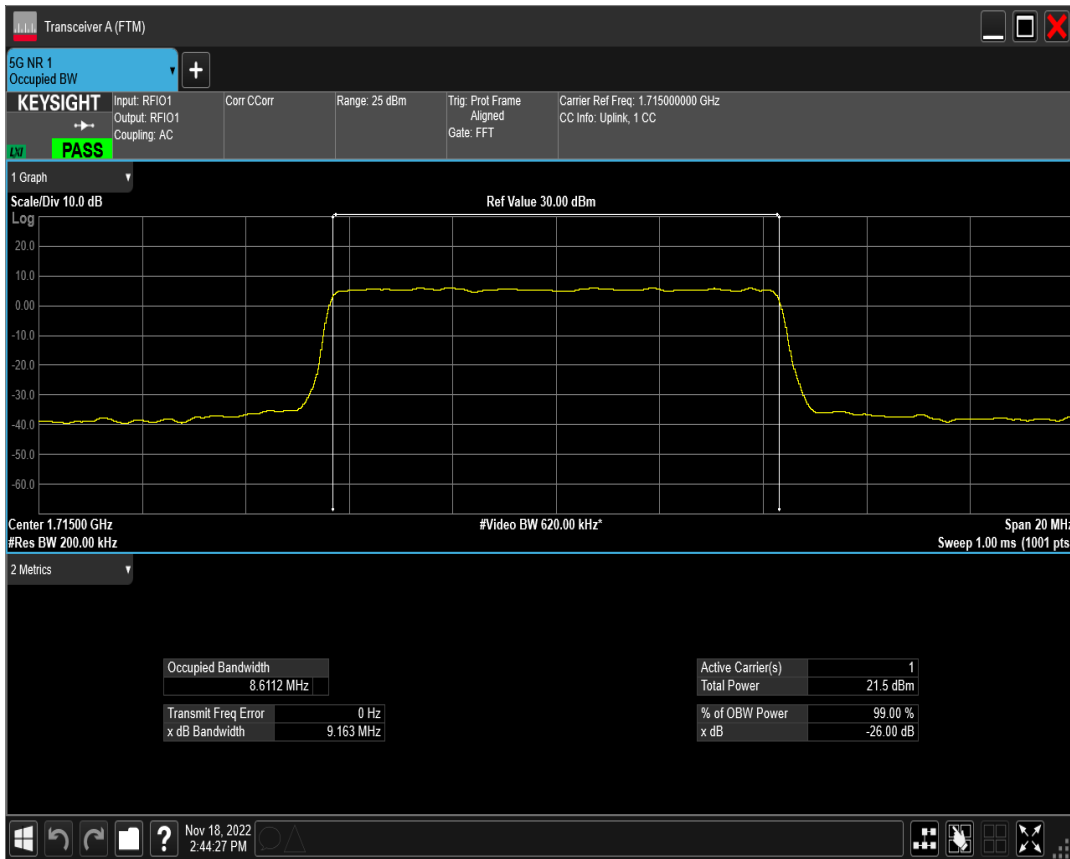 Transceiver A (FTM)
5G NR 1
Occupied BW
+
KEYSIGHT
Input: RFIO1
Output: RFIO1
Coupling: AC
Corr CCorr
Range: 25 dBm
Trig: Prot Frame
Aligned
Gate: FFT
Carrier Ref Freq: 1.715000000 GHz
CC Info: Uplink, 1 CC
LXI
PASS
1 Graph
Scale/Div 10.0 dB
Ref Value 30.00 dBm
Log
20.0
10.0
0.00
-10.0
-20.0
-30.0
-40.0
-50.0
-60.0
Center 1.71500 GHz
#Video BW 620.00 kHz*
Span 20 MHz
#Res BW 200.00 kHz
Sweep 1.00 ms (1001 pts
2 Metrics
Occupied Bandwidth
8.6112 MHz
Transmit Freq Error 0 Hz
x dB Bandwidth 9.163 MHz
Active Carrier(s) 1
Total Power 21.5 dBm
% of OBW Power 99.00 %
x dB -26.00 dB
?
Nov 18, 2022
2:44:27 PM